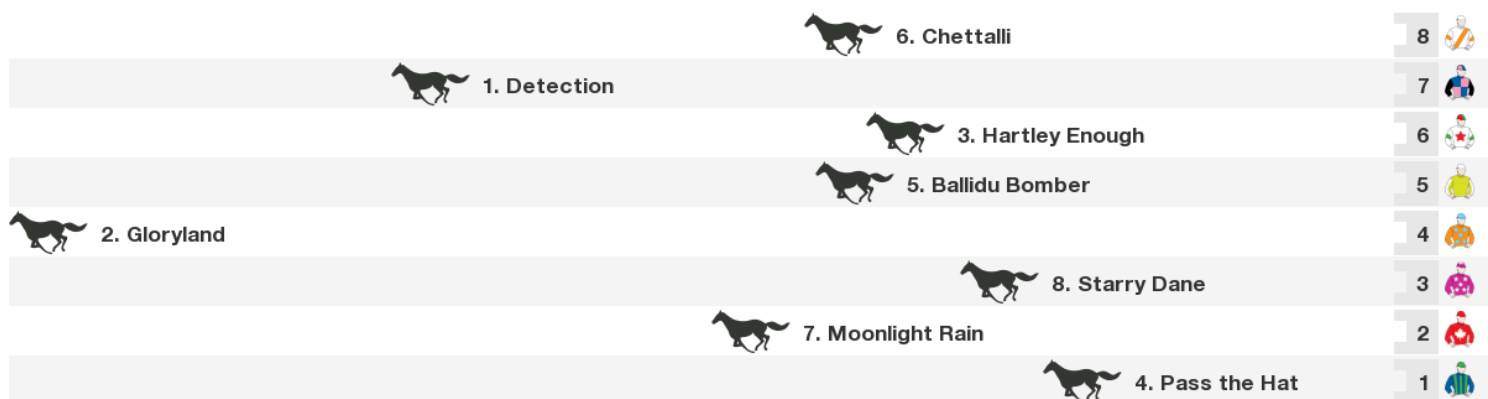 6. Chettalli 8
1. Detection 7
3. Hartley Enough 6
5. Ballidu Bomber 5
2. Gloryland 4
8. Starry Dane 3
7. Moonlight Rain 2
4. Pass the Hat 1